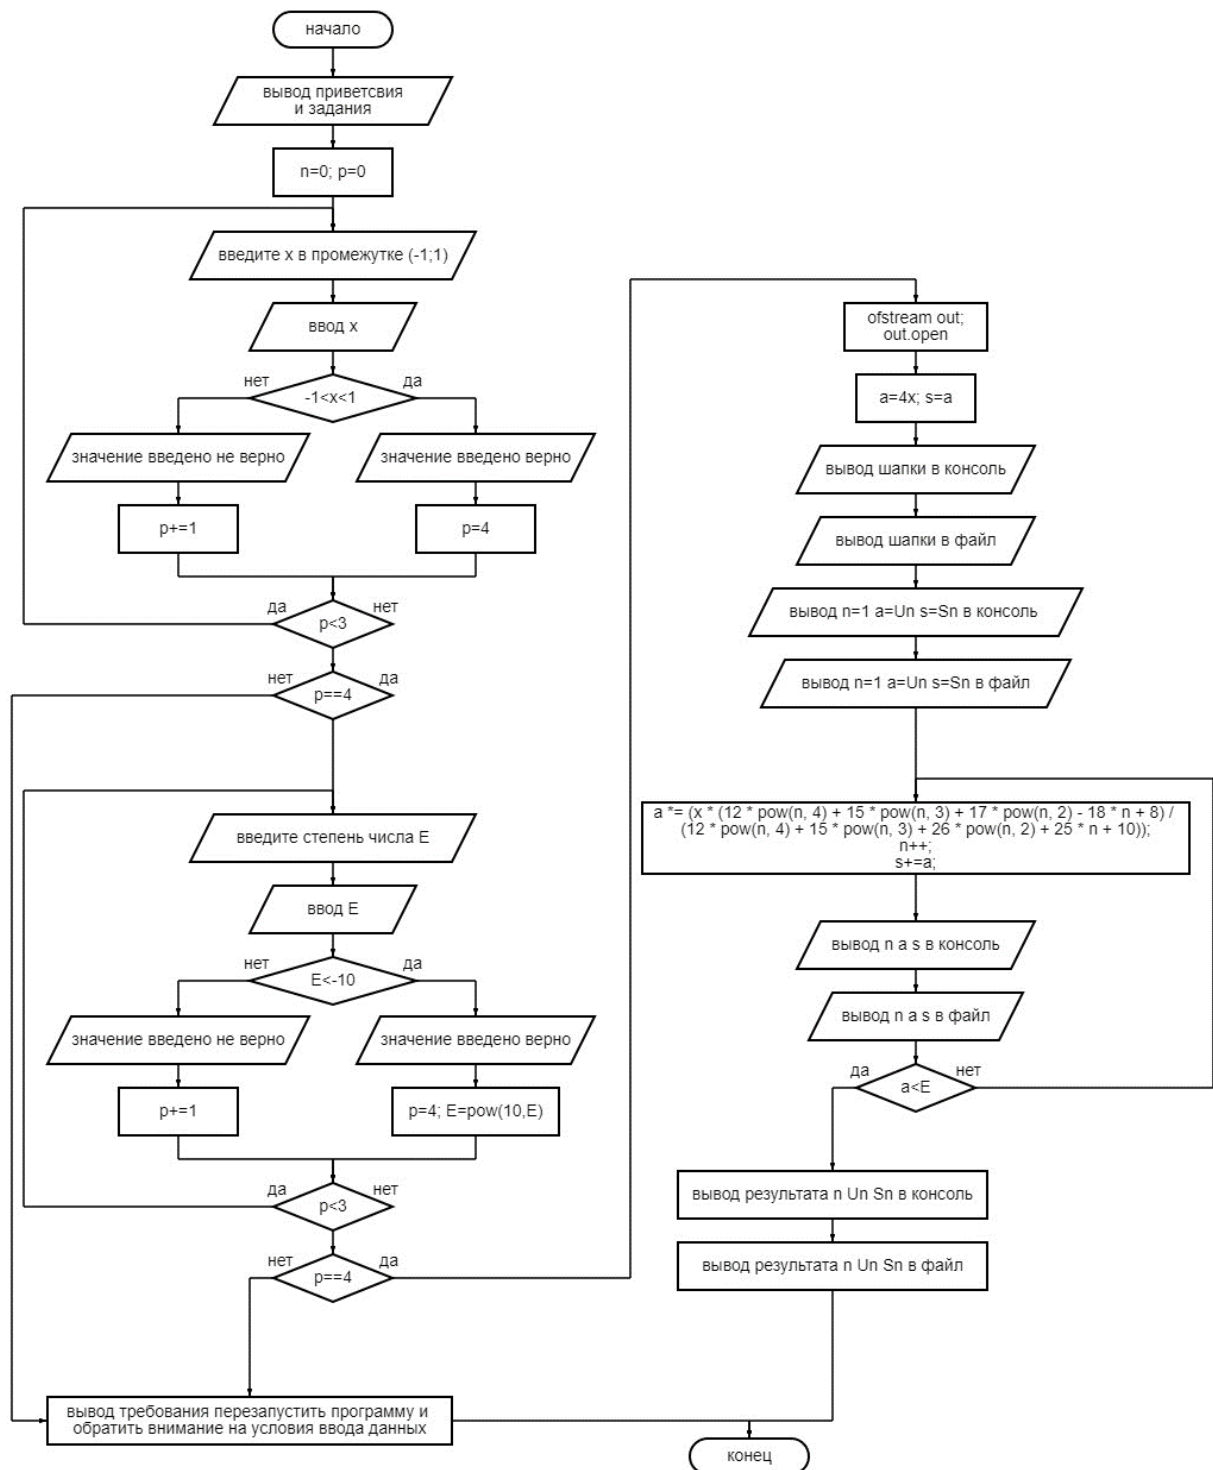 начало
вывод приветсвия
и задания
n=0; p=0
введите x в промежутке (-1;1)
ввод x
нет
да
-1<x<1
значение введено не верно
значение введено верно
p+=1
p=4
да
нет
p<3
нет
да
p==4
введите степень числа E
ввод E
нет
да
E<-10
значение введено не верно
значение введено верно
p+=1
p=4; E=pow(10,E)
да
нет
p<3
нет
да
p==4
вывод требования перезапустить программу и
обратить внимание на условия ввода данных
ofstream out;
out.open
a=4x; s=a
вывод шапки в консоль
вывод шапки в файл
вывод n=1 a=Un s=Sn в консоль
вывод n=1 a=Un s=Sn в файл
a *= (x * (12 * pow(n, 4) + 15 * pow(n, 3) + 17 * pow(n, 2) - 18 * n + 8) /
(12 * pow(n, 4) + 15 * pow(n, 3) + 26 * pow(n, 2) + 25 * n + 10));
n++;
s+=a;
вывод n a s в консоль
вывод n a s в файл
да
нет
a<E
вывод результата n Un Sn в консоль
вывод результата n Un Sn в файл
конец